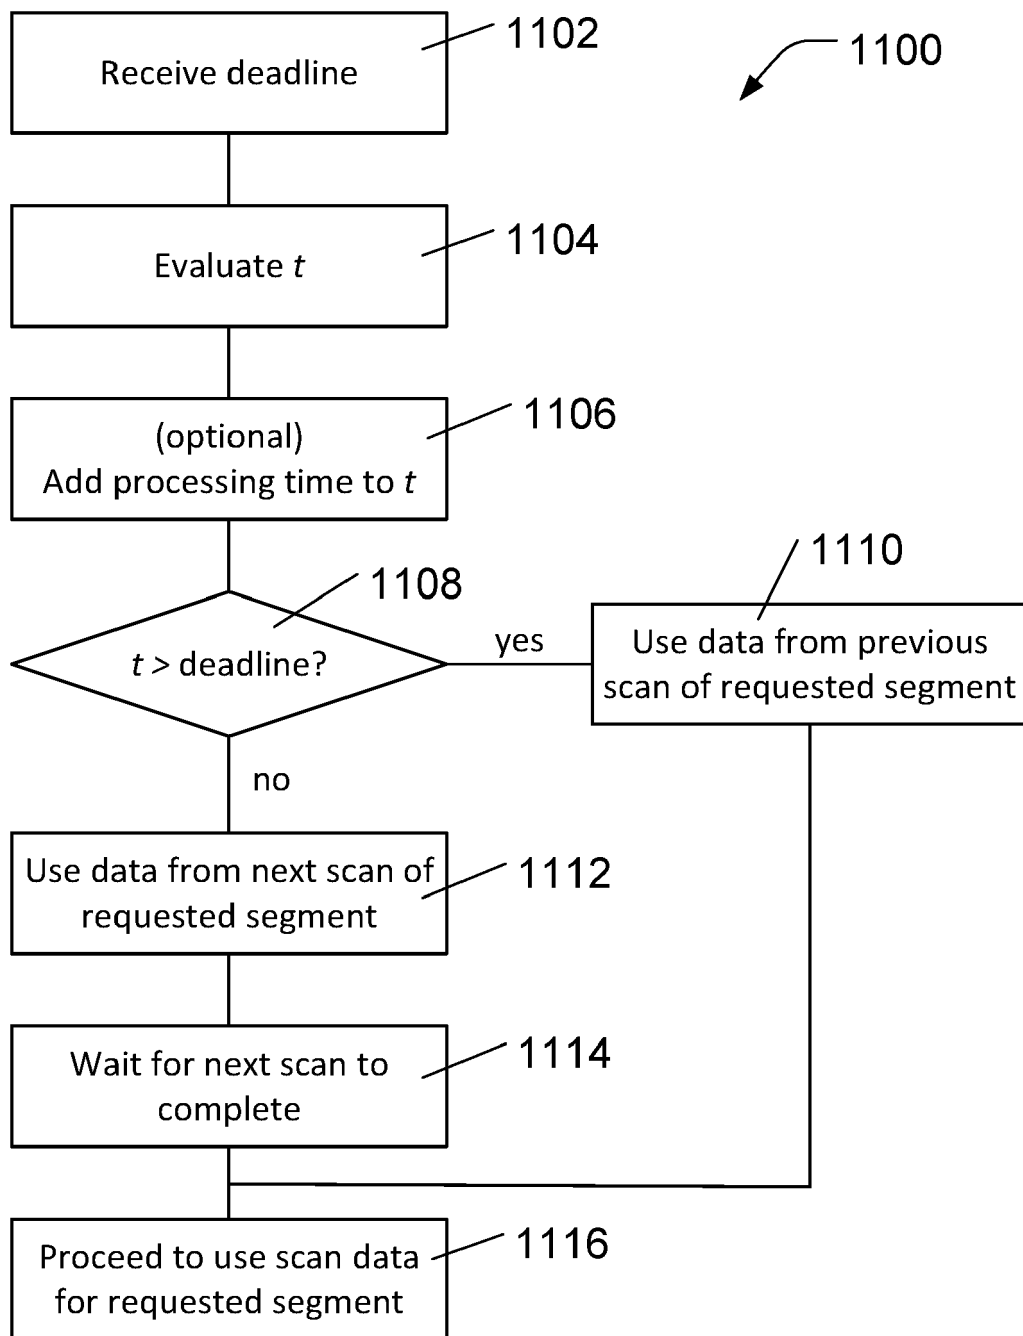 1102
1100
Receive deadline
1104
Evaluate t
1106
(optional)
Add processing time to t
1108
1110
t > deadline?
yes
Use data from previous
scan of requested segment
no
1112
Use data from next scan of
requested segment
1114
Wait for next scan to
complete
1116
Proceed to use scan data
for requested segment